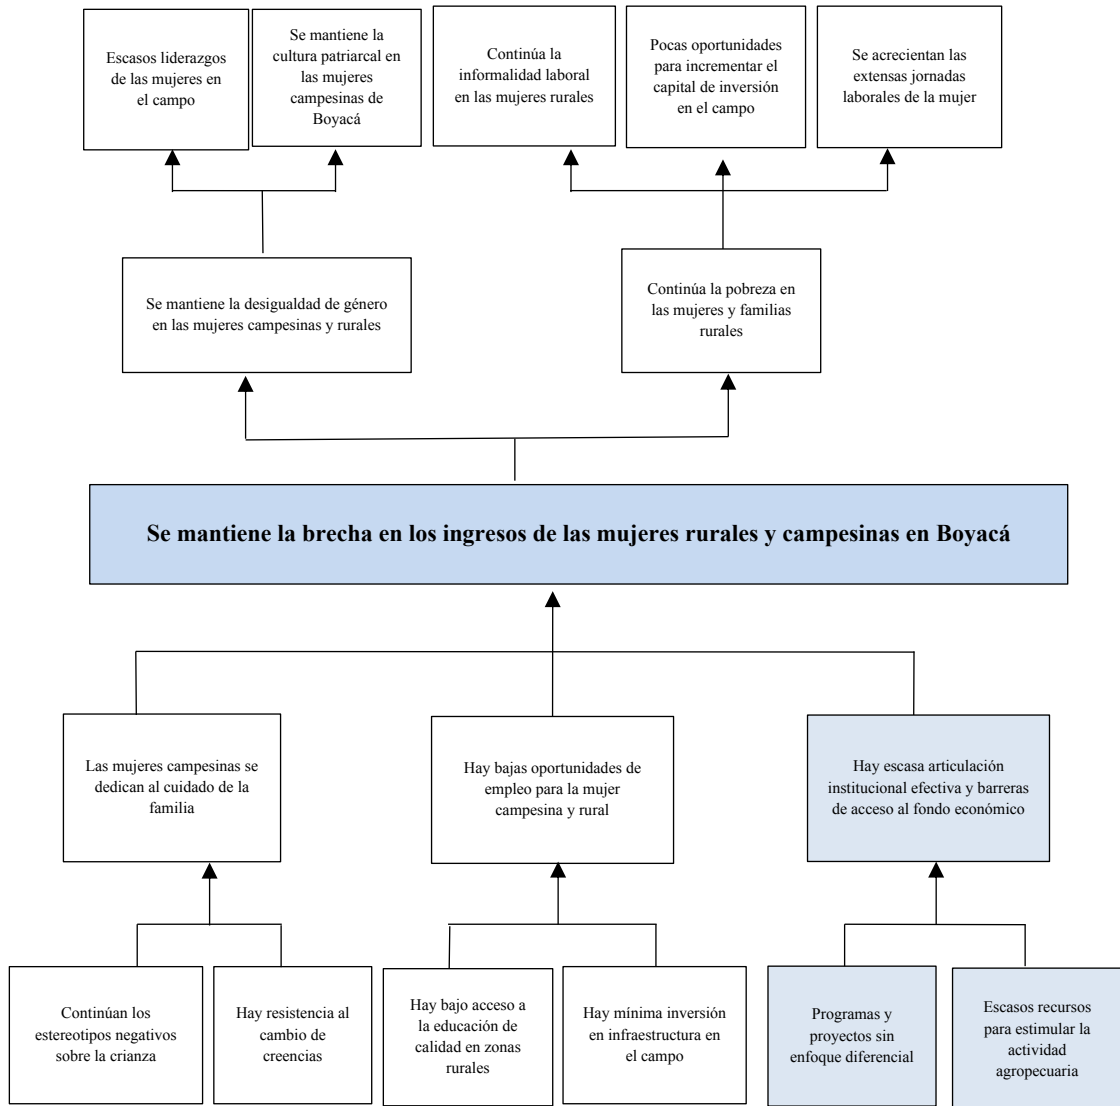 Escasos liderazgos
de las mujeres en
el campo
Se mantiene la
cultura patriarcal en
las mujeres
campesinas de
Boyacá
Continúa la
informalidad laboral
en las mujeres rurales
Pocas oportunidades
para incrementar el
capital de inversión
en el campo
Se acrecientan las
extensas jornadas
laborales de la mujer
Se mantiene la desigualdad de género
en las mujeres campesinas y rurales
Continúa la pobreza en
las mujeres y familias
rurales
Se mantiene la brecha en los ingresos de las mujeres rurales y campesinas en Boyacá
Las mujeres campesinas se
dedican al cuidado de la
familia
Hay bajas oportunidades de
empleo para la mujer
campesina y rural
Hay escasa articulación
institucional efectiva y barreras
de acceso al fondo económico
Continúan los
estereotipos negativos
sobre la crianza
Hay resistencia al
cambio de
creencias
Hay bajo acceso a
la educación de
calidad en zonas
rurales
Hay mínima inversión
en infraestructura en
el campo
Programas y
proyectos sin
enfoque diferencial
Escasos recursos
para estimular la
actividad
agropecuaria